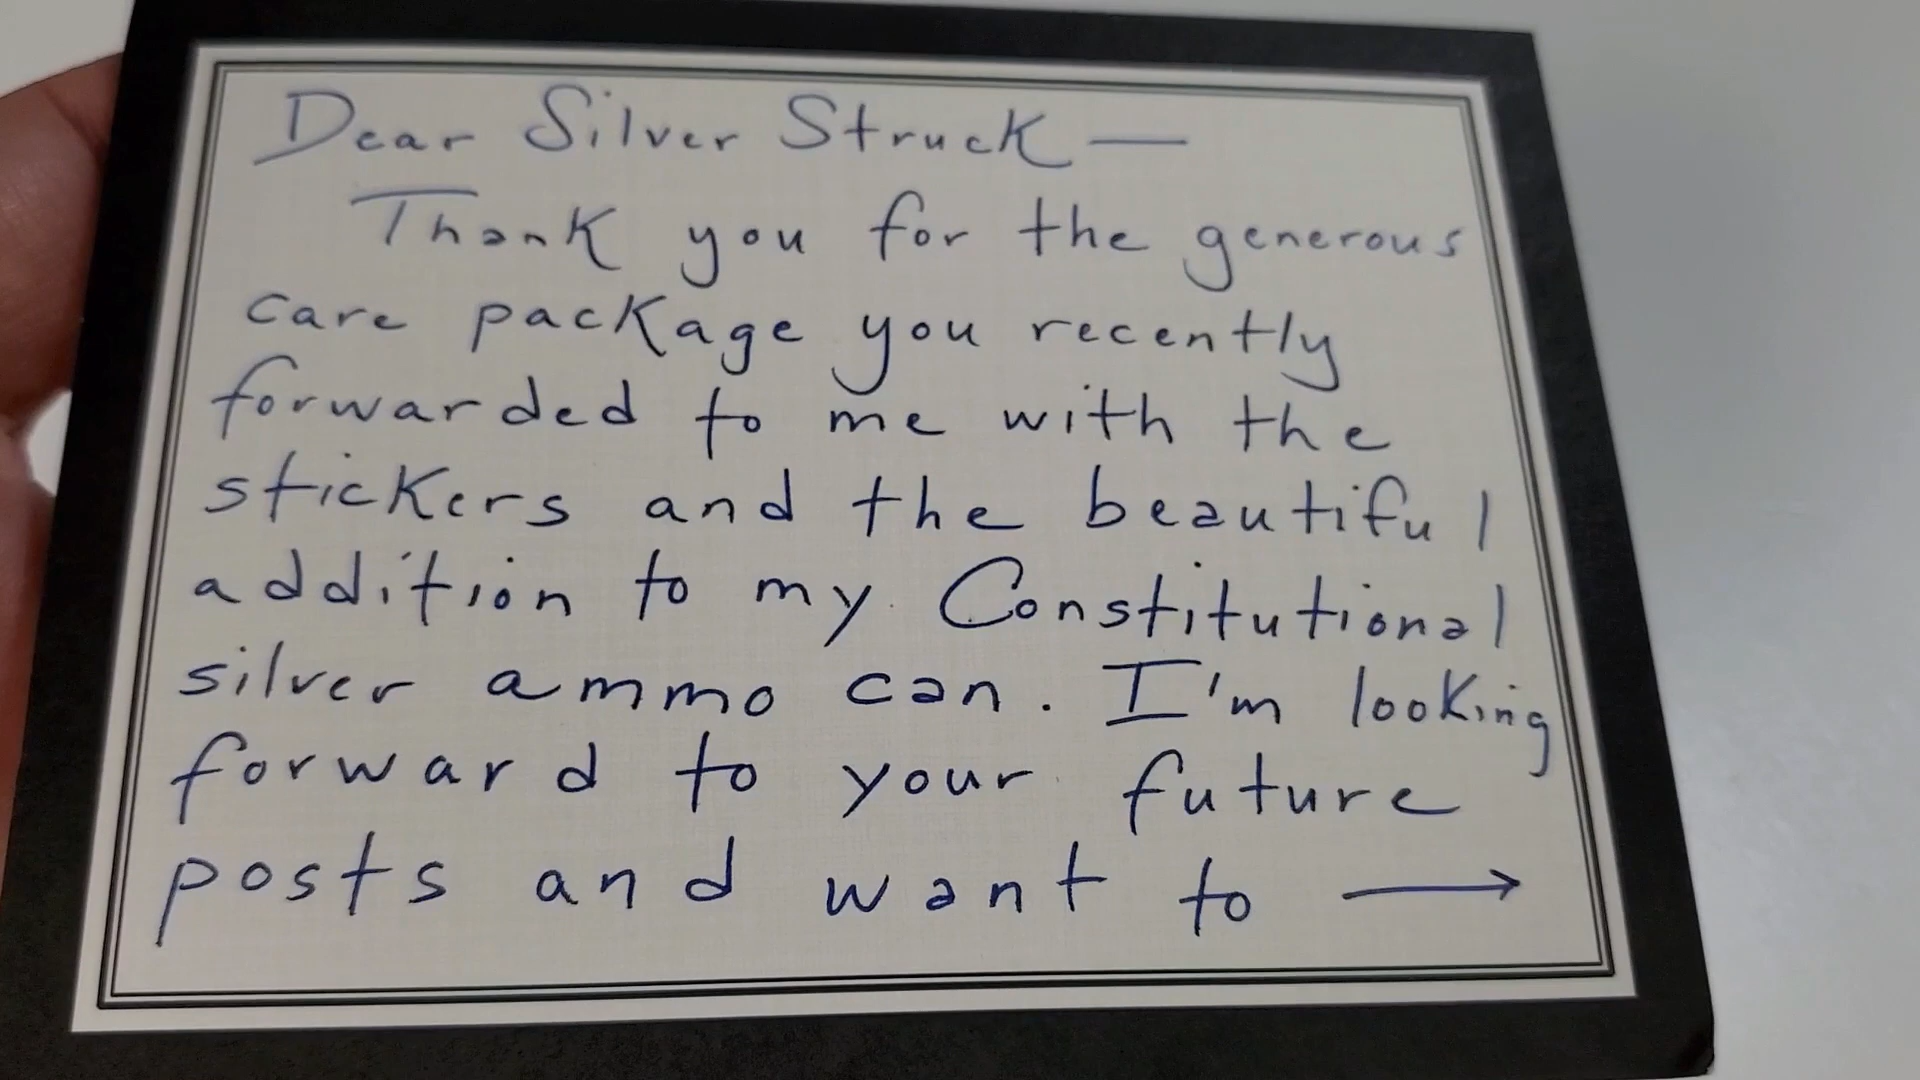 Dear Silver Struck —
Thank you for the generous
care package you recently
forwarded to me with the
stickers and the beautiful
addition to my Constitutional
silver ammo can. I'm looking
forward to your future
posts and want to →